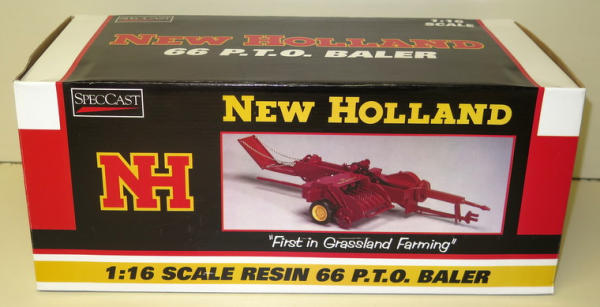 SPECCAST
1:16
SCALE
NEW HOLLAND
66 P.T.O. BALER
SPECCAST
NEW HOLLAND
NH
"First in Grassland Farming"
1:16 SCALE RESIN 66 P.T.O. BALER